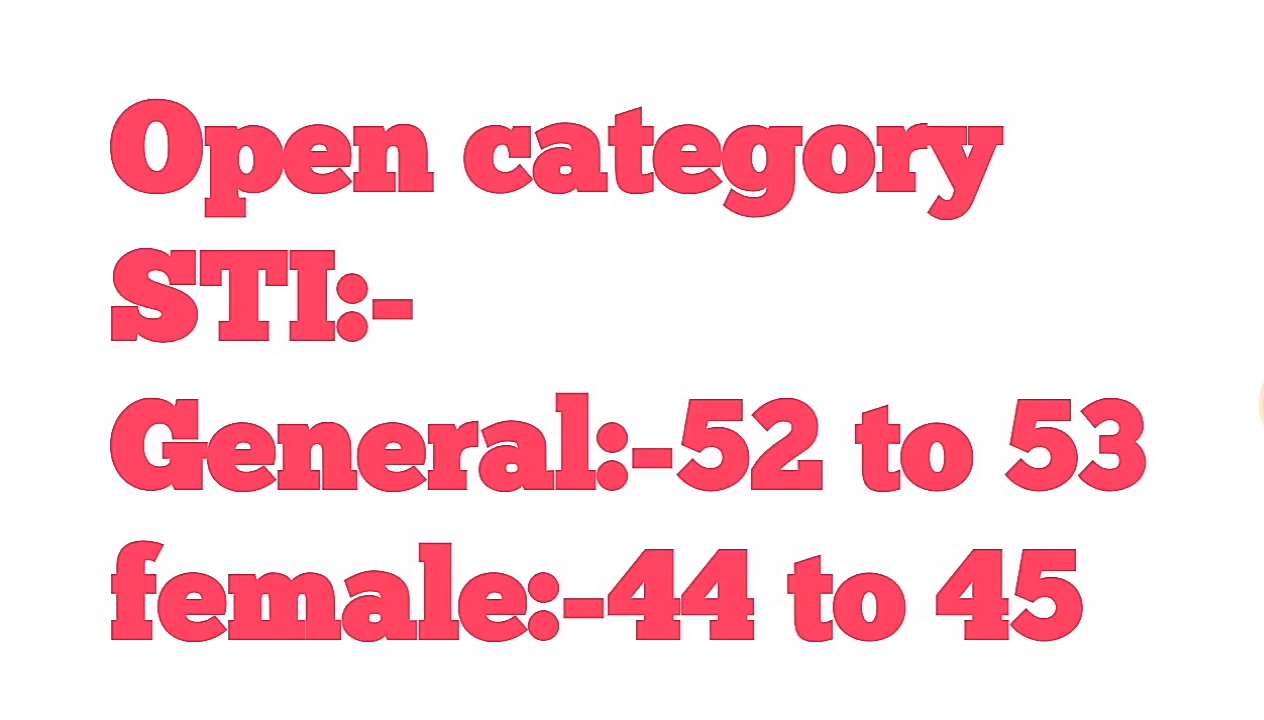 Open category
STI:-
General:-52 to 53
female:-44 to 45